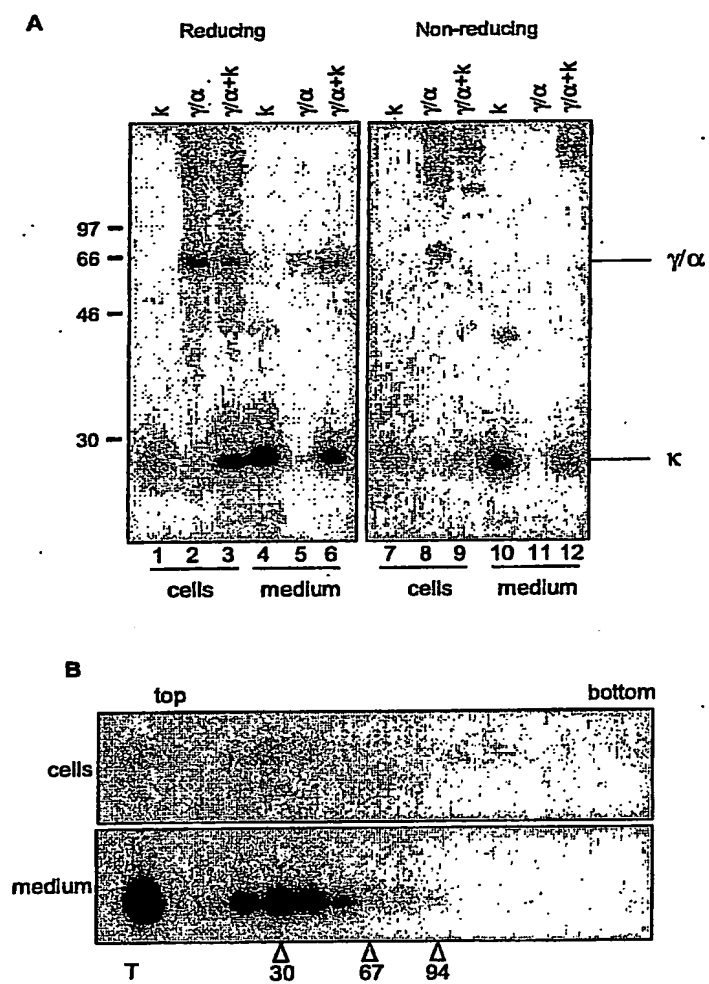 A
Reducing
Non-reducing
k γ/α γ/α+k k γ/α γ/α+k
k γ/α γ/α+k k γ/α γ/α+k
97
66
γ/α
46
30
κ
1 2 3 4 5 6 7 8 9 10 11 12
cells medium cells medium
B
top bottom
cells
medium
T 30 67 94